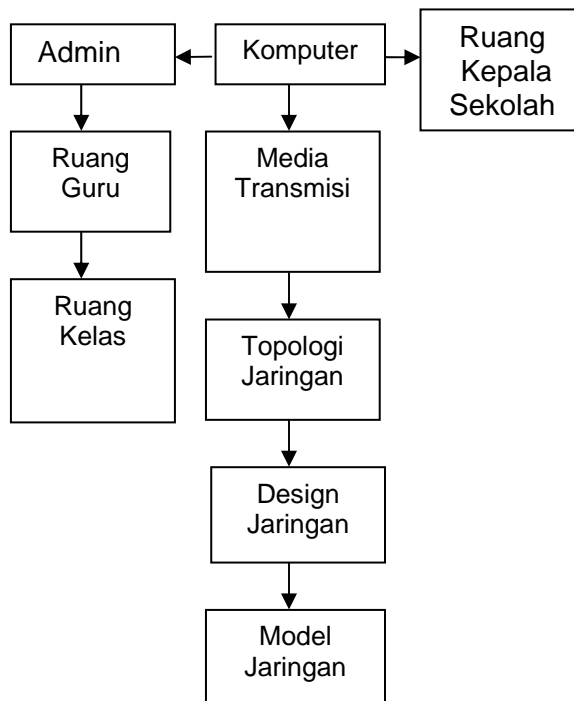 Admin
Komputer
Ruang
Kepala
Sekolah
Ruang
Guru
Media
Transmisi
Ruang
Kelas
Topologi
Jaringan
Design
Jaringan
Model
Jaringan